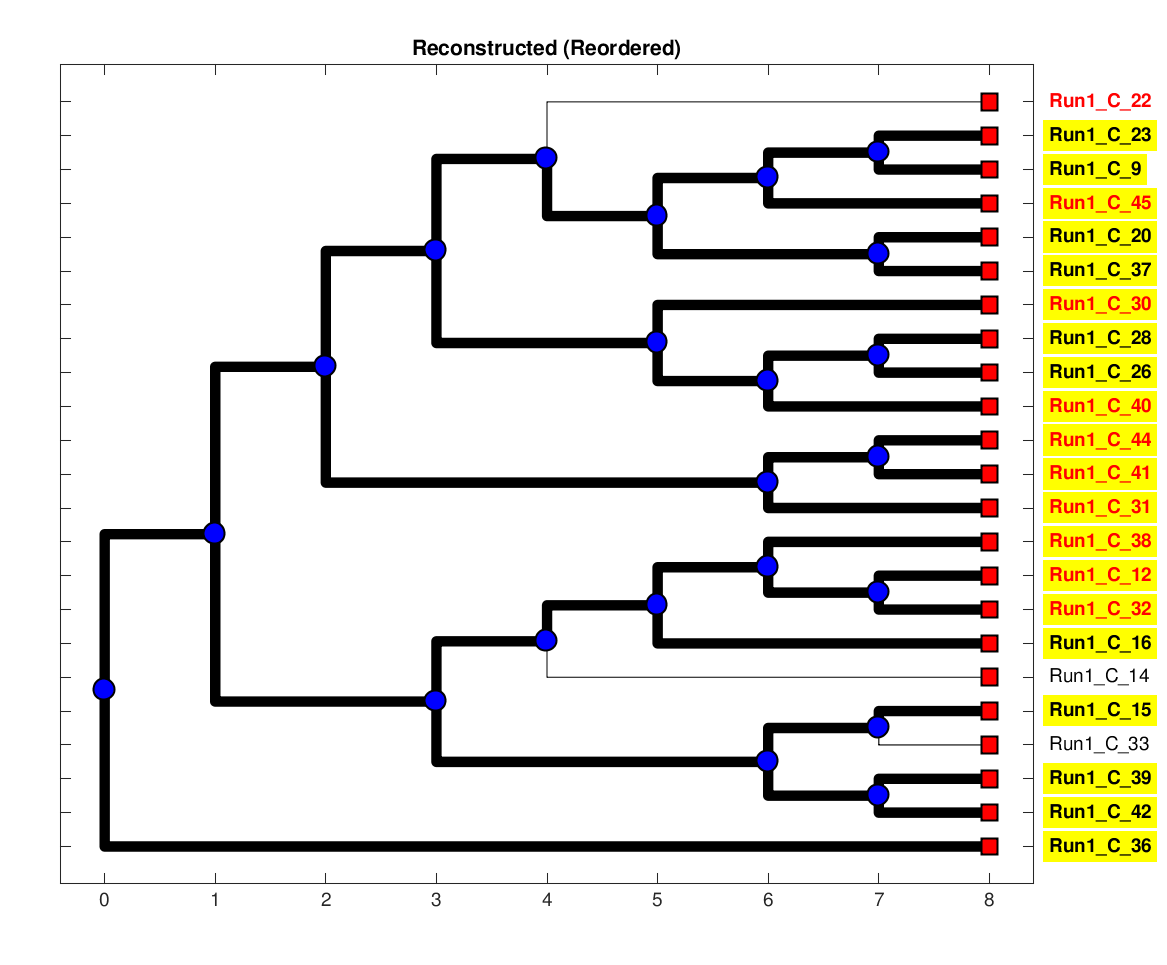 Reconstructed (Reordered)
Run1_C_22
Run1_C_23
Run1_C_9
Run1_C_45
Run1_C_20
Run1_C_37
Run1_C_30
Run1_C_28
Run1_C_26
Run1_C_40
Run1_C_44
Run1_C_41
Run1_C_31
Run1_C_38
Run1_C_12
Run1_C_32
Run1_C_16
Run1_C_14
Run1_C_15
Run1_C_33
Run1_C_39
Run1_C_42
Run1_C_36
0 1 2 3 4 5 6 7 8